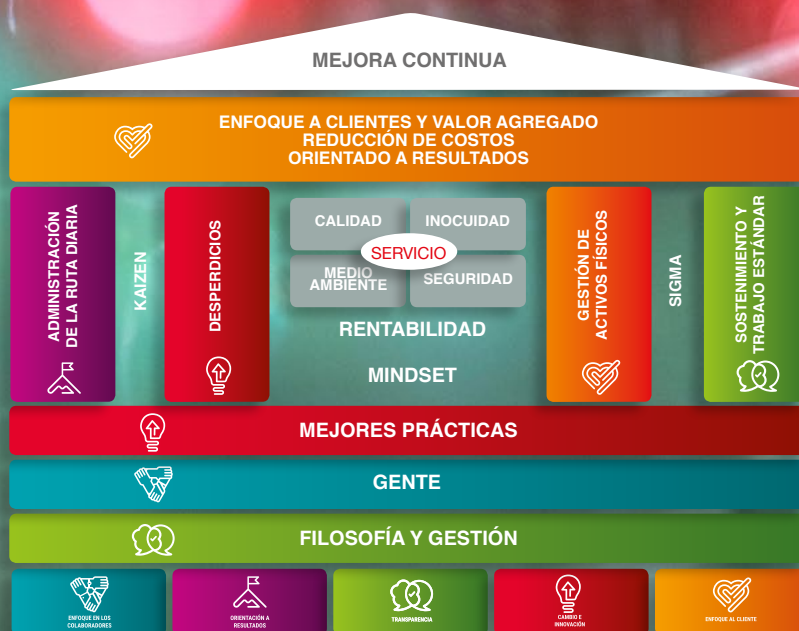 MEJORA CONTINUA
ENFOQUE A CLIENTES Y VALOR AGREGADO
REDUCCIÓN DE COSTOS
ORIENTADO A RESULTADOS
ADMINISTRACIÓN
DE LA RUTA DIARIA
KAIZEN
DESPERDICIOS
CALIDAD
INOCUIDAD
SERVICIO
MEDIO
AMBIENTE
SEGURIDAD
RENTABILIDAD
MINDSET
GESTIÓN DE
ACTIVOS FÍSICOS
SIGMA
SOSTENIMIENTO Y
TRABAJO ESTÁNDAR
MEJORES PRÁCTICAS
GENTE
FILOSOFÍA Y GESTIÓN
ENFOQUE EN LOS
COLABORADORES
ORIENTACIÓN A
RESULTADOS
TRANSPARENCIA
CAMBIO E
INNOVACIÓN
ENFOQUE AL CLIENTE